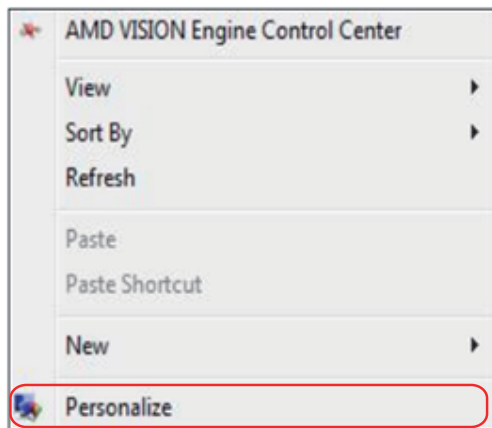 AMD VISION Engine Control Center
View
Sort By
Refresh
Paste
Paste Shortcut
New
Personalize